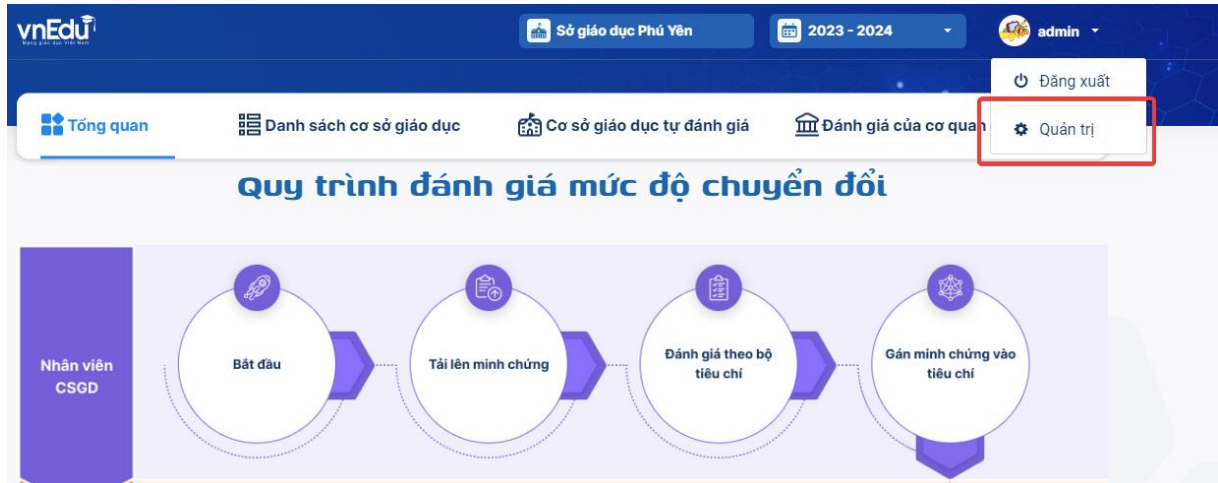 vnEdu
Mạng giáo dục Việt Nam
Sở giáo dục Phú Yên
2023 - 2024
admin
Đăng xuất
Quản trị
Tổng quan
Danh sách cơ sở giáo dục
Cơ sở giáo dục tự đánh giá
Đánh giá của cơ quan
Quy trình đánh giá mức độ chuyển đổi
Nhân viên
CSGD
Bắt đầu
Tải lên minh chứng
Đánh giá theo bộ
tiêu chí
Gán minh chứng vào
tiêu chí